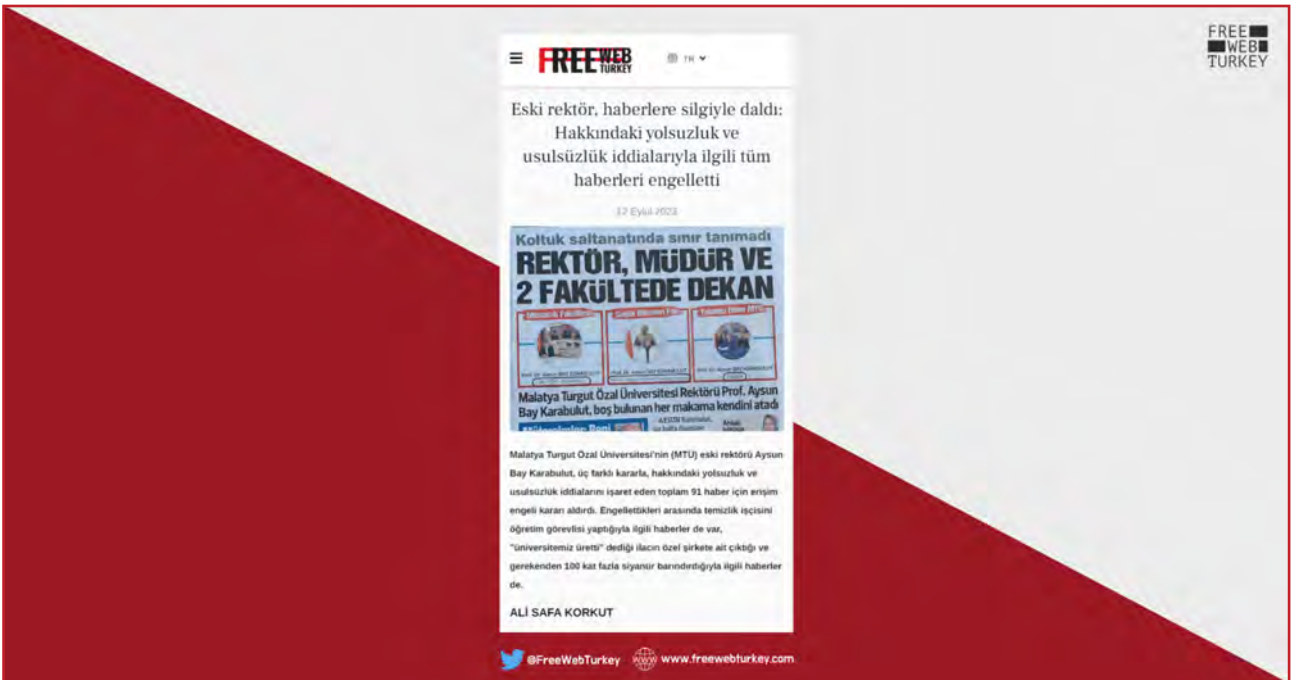 FREE
WEB
TURKEY
FREE WEB
TURKEY
TR
Eski rektör, haberlere silgiyle daldı:
Hakkındaki yolsuzluk ve
usulsüzlük iddialarıyla ilgili tüm
haberleri engelletti
12 Eylül 2023
Koltuk saltanatında sınır tanımadı
REKTÖR, MÜDÜR VE
2 FAKÜLTEDE DEKAN
Malatya Turgut Özal Üniversitesi Rektörü Prof. Aysun
Bay Karabulut, boş bulunan her makama kendini atadı
Malatya Turgut Özal Üniversitesi'nin (MTÜ) eski rektörü Aysun
Bay Karabulut, üç farklı kararla, hakkındaki yolsuzluk ve
usulsüzlük iddialarını işaret eden toplam 91 haber için erişim
engeli kararı aldırdı. Engellettikleri arasında temizlik işçisini
öğretim görevlisi yaptığıyla ilgili haberler de var,
"üniversitemiz üretti" dediği ilacın özel şirkete ait çıktığı ve
gerekenden 100 kat fazla siyanür barındırdığıyla ilgili haberler
de.
ALİ SAFA KORKUT
@FreeWebTurkey www www.freewebturkey.com